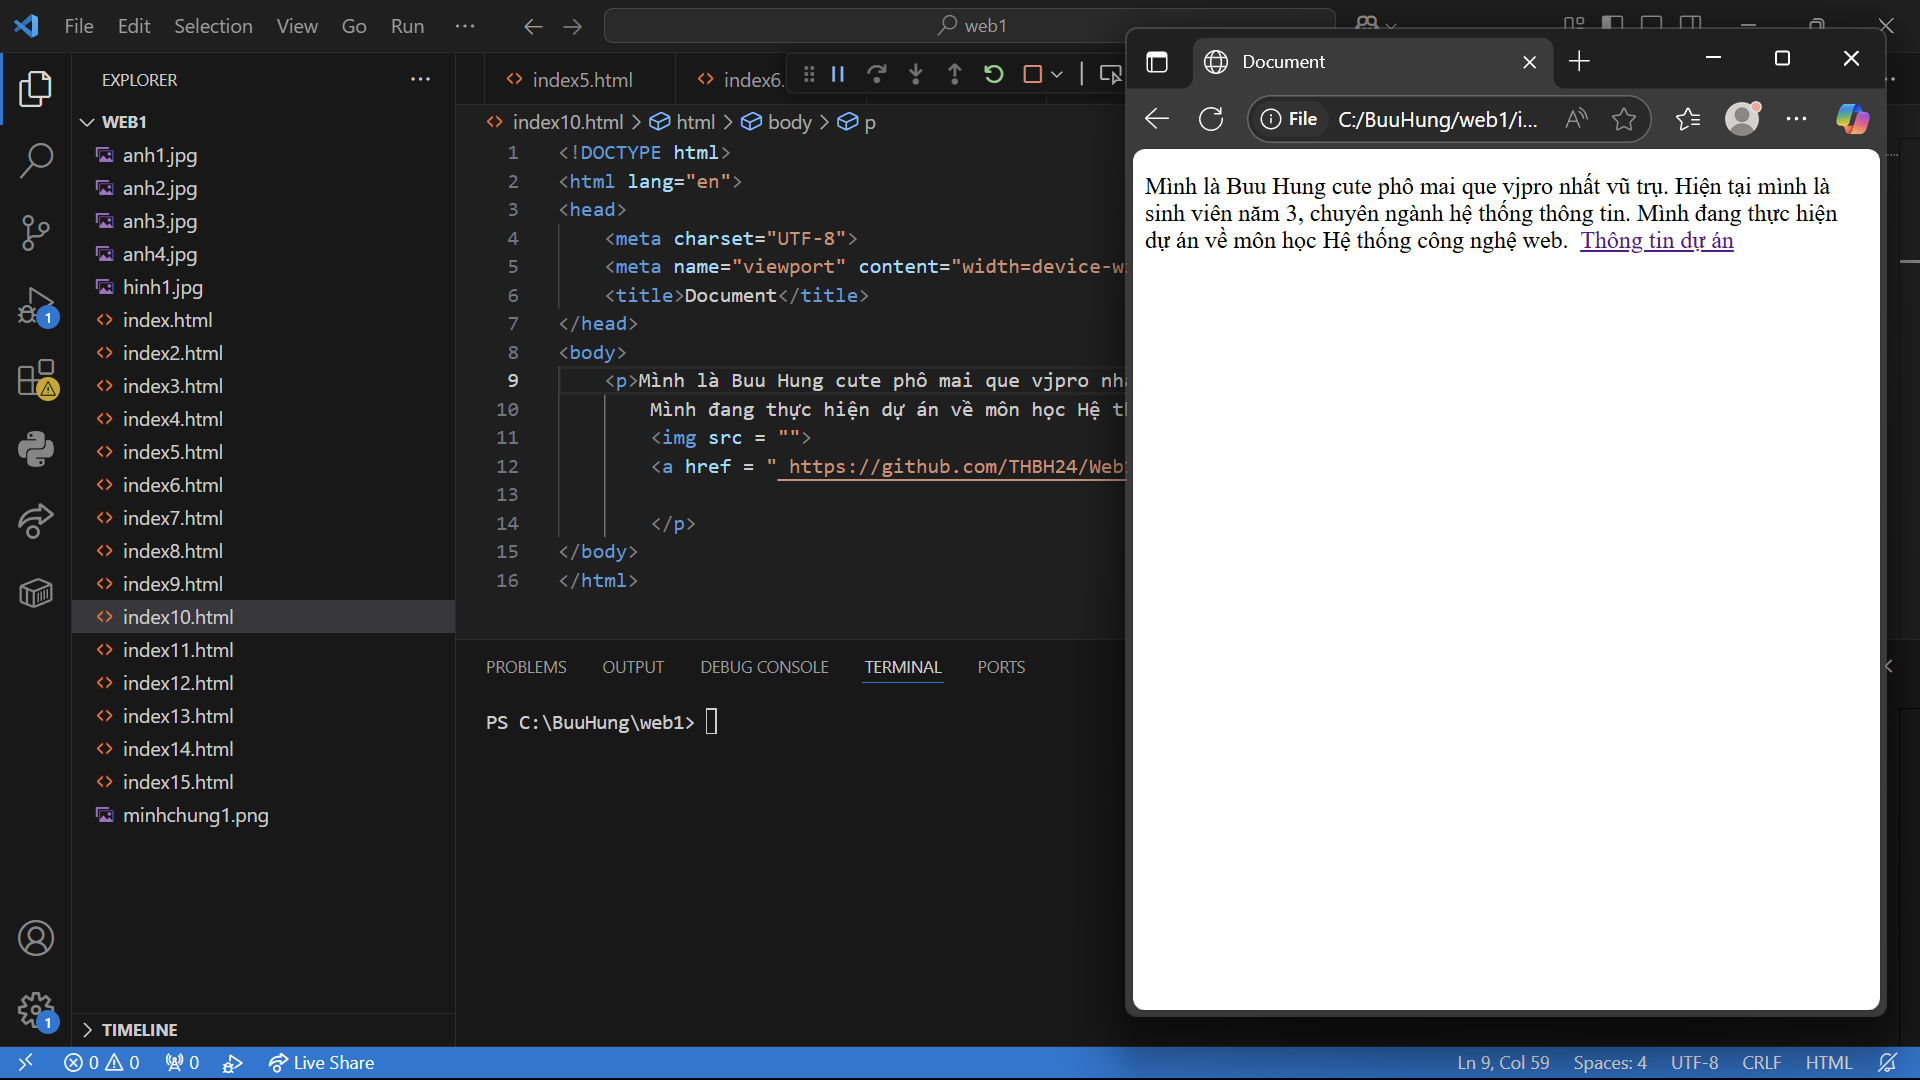 File Edit Selection View Go Run ··· web1
EXPLORER ···
WEB1
anh1.jpg
anh2.jpg
anh3.jpg
anh4.jpg
hinh1.jpg
index.html
index2.html
index3.html
index4.html
index5.html
index6.html
index7.html
index8.html
index9.html
index10.html
index11.html
index12.html
index13.html
index14.html
index15.html
minhchung1.png
TIMELINE
1
1
index5.html index6.
index10.html > html > body > p
1 <!DOCTYPE html>
2 <html lang="en">
3 <head>
4 <meta charset="UTF-8">
5 <meta name="viewport" content="width=device-w
6 <title>Document</title>
7 </head>
8 <body>
9 <p>Mình là Buu Hung cute phô mai que vjpro nh
10 Mình đang thực hiện dự án về môn học Hệ th
11 <img src = "">
12 <a href = " https://github.com/THBH24/Web
13
14 </p>
15 </body>
16 </html>
PROBLEMS OUTPUT DEBUG CONSOLE TERMINAL PORTS
PS C:\BuuHung\web1>
Document
File C:/BuuHung/web1/i...
Mình là Buu Hung cute phô mai que vjpro nhất vũ trụ. Hiện tại mình là
sinh viên năm 3, chuyên ngành hệ thống thông tin. Mình đang thực hiện
dự án về môn học Hệ thống công nghệ web. Thông tin dự án
0 0 0 Live Share Ln 9, Col 59 Spaces: 4 UTF-8 CRLF HTML